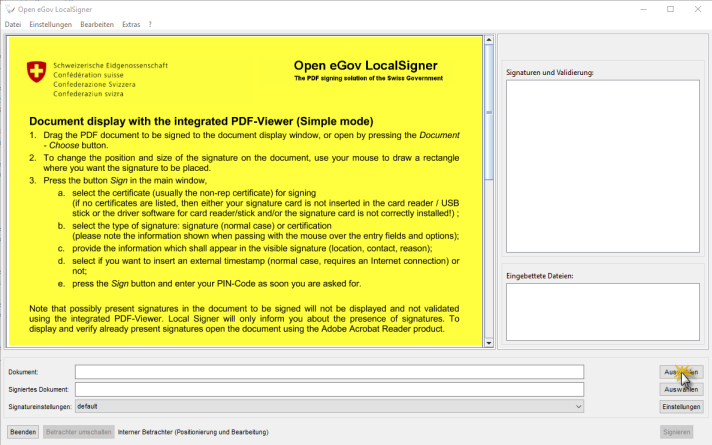 Open eGov LocalSigner
Datei Einstellungen Bearbeiten Extras ?
Schweizerische Eidgenossenschaft
Confédération suisse
Confederazione Svizzera
Confederaziun svizra
Open eGov LocalSigner
The PDF signing solution of the Swiss Government
Document display with the integrated PDF-Viewer (Simple mode)
1. Drag the PDF document to be signed to the document display window, or open by pressing the Document
- Choose button.
2. To change the position and size of the signature on the document, use your mouse to draw a rectangle
where you want the signature to be placed.
3. Press the button Sign in the main window,
a. select the certificate (usually the non-rep certificate) for signing
(if no certificates are listed, then either your signature card is not inserted in the card reader / USB
stick or the driver software for card reader/stick and/or the signature card is not correctly installed!) ;
b. select the type of signature: signature (normal case) or certification
(please note the information shown when passing with the mouse over the entry fields and options);
c. provide the information which shall appear in the visible signature (location, contact, reason);
d. select if you want to insert an external timestamp (normal case, requires an Internet connection) or
not;
e. press the Sign button and enter your PIN-Code as soon you are asked for.
Note that possibly present signatures in the document to be signed will not be displayed and not validated
using the integrated PDF-Viewer. Local Signer will only inform you about the presence of signatures. To
display and verify already present signatures open the document using the Adobe Acrobat Reader product.
Signaturen und Validierung:
Eingebettete Dateien:
Dokument:
Signiertes Dokument:
Auswählen
Signatureinstellungen: default
Einstellungen
Beenden Betrachter umschalten Interner Betrachter (Positionierung und Bearbeitung)
Signieren